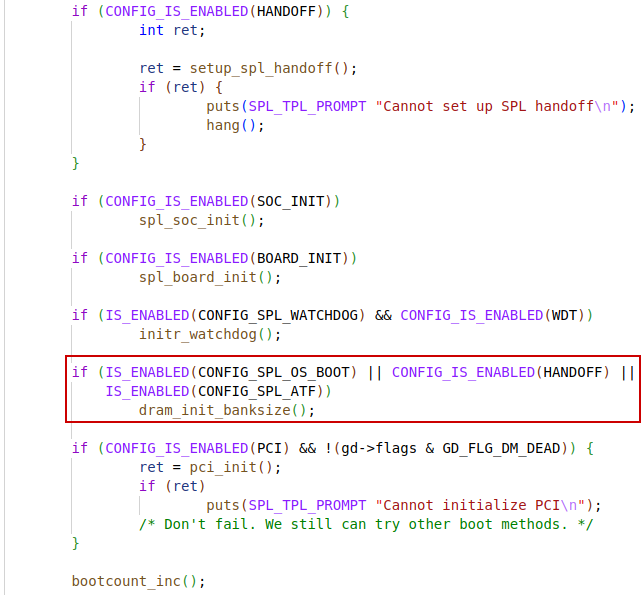 if (CONFIG_IS_ENABLED(HANDOFF)) {
int ret;
ret = setup_spl_handoff();
if (ret) {
puts(SPL_TPL_PROMPT "Cannot set up SPL handoff\n");
hang();
}
}
if (CONFIG_IS_ENABLED(SOC_INIT))
spl_soc_init();
if (CONFIG_IS_ENABLED(BOARD_INIT))
spl_board_init();
if (IS_ENABLED(CONFIG_SPL_WATCHDOG) && CONFIG_IS_ENABLED(WDT))
initr_watchdog();
if (IS_ENABLED(CONFIG_SPL_OS_BOOT) || CONFIG_IS_ENABLED(HANDOFF) ||
IS_ENABLED(CONFIG_SPL_ATF))
dram_init_banksize();
if (CONFIG_IS_ENABLED(PCI) && !(gd->flags & GD_FLG_DM_DEAD)) {
ret = pci_init();
if (ret)
puts(SPL_TPL_PROMPT "Cannot initialize PCI\n");
/* Don't fail. We still can try other boot methods. */
}
bootcount_inc();